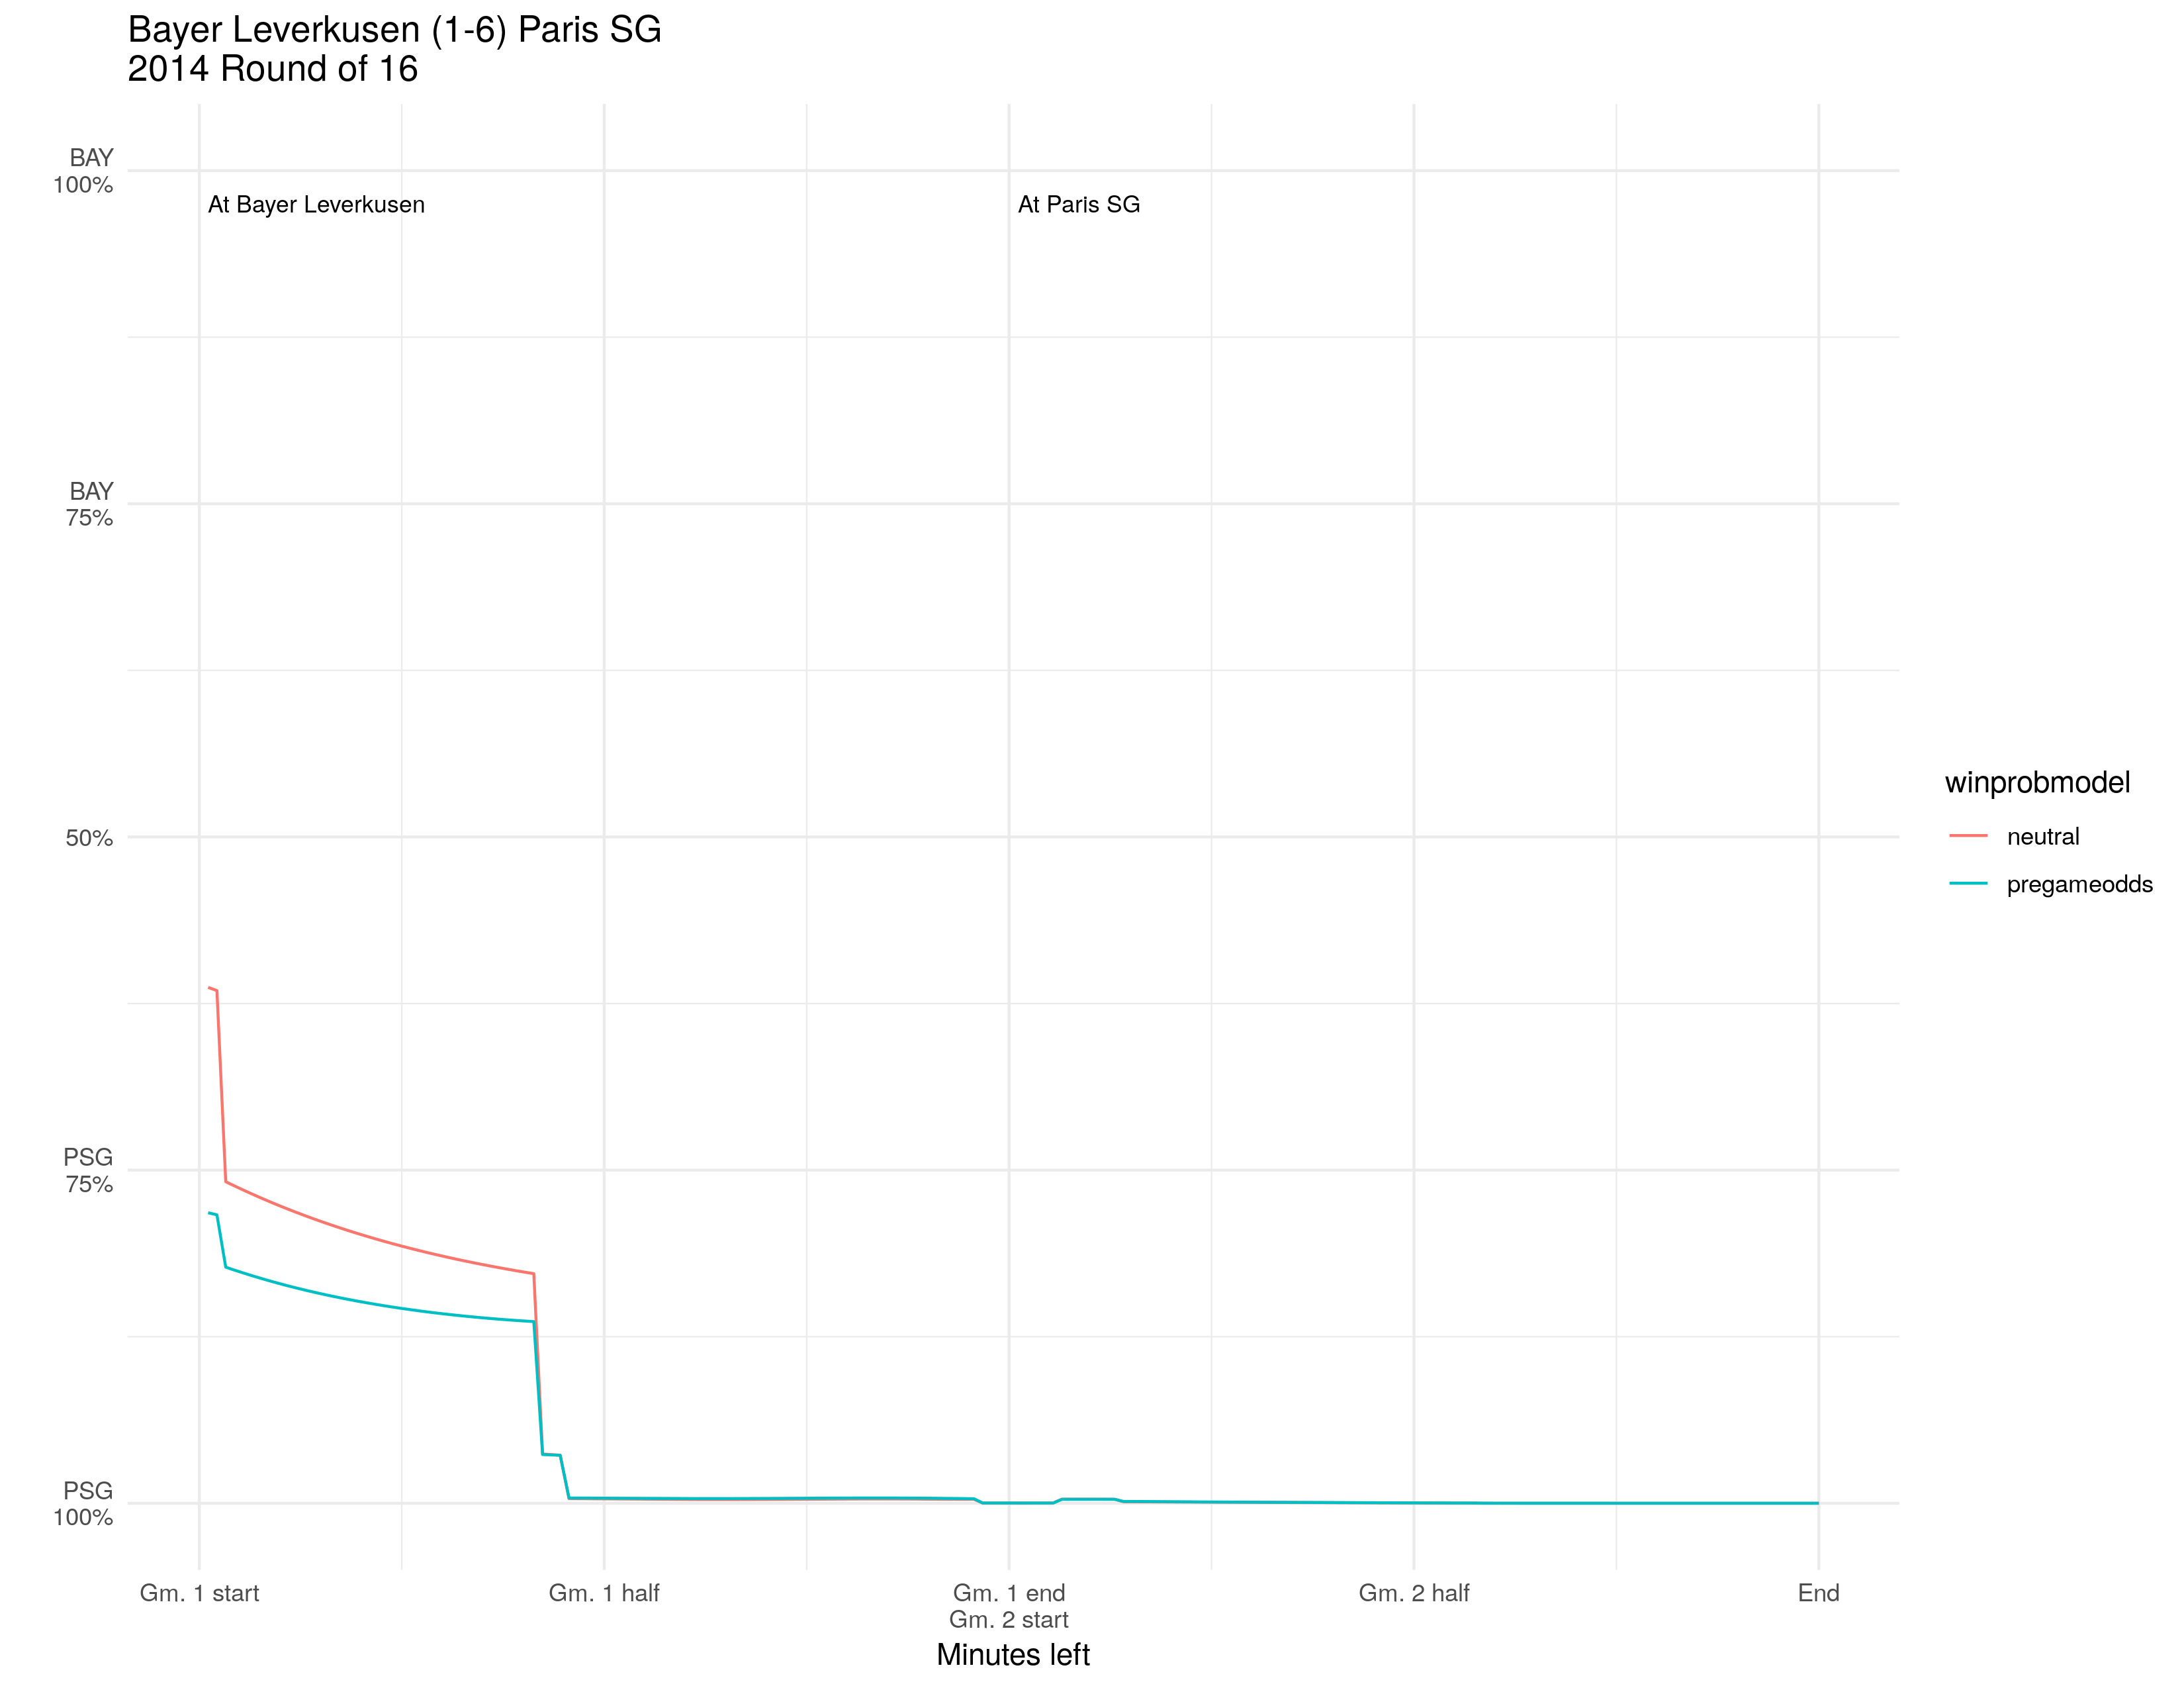 Bayer Leverkusen (1-6) Paris SG
2014 Round of 16
BAY
100%
At Bayer Leverkusen
At Paris SG
BAY
75%
50%
PSG
75%
PSG
100%
winprobmodel
neutral
pregameodds
Gm. 1 start
Gm. 1 half
Gm. 1 end
Gm. 2 start
Gm. 2 half
End
Minutes left